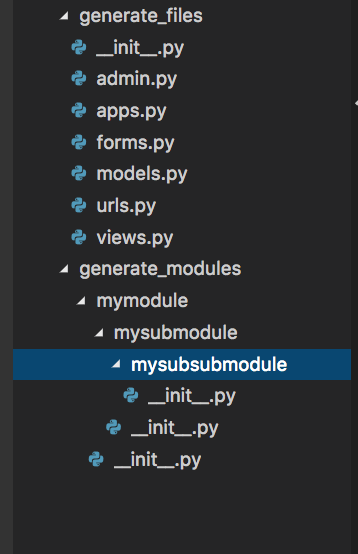 generate_files
__init__.py
admin.py
apps.py
forms.py
models.py
urls.py
views.py
generate_modules
mymodule
mysubmodule
mysubsubmodule
__init__.py
__init__.py
__init__.py